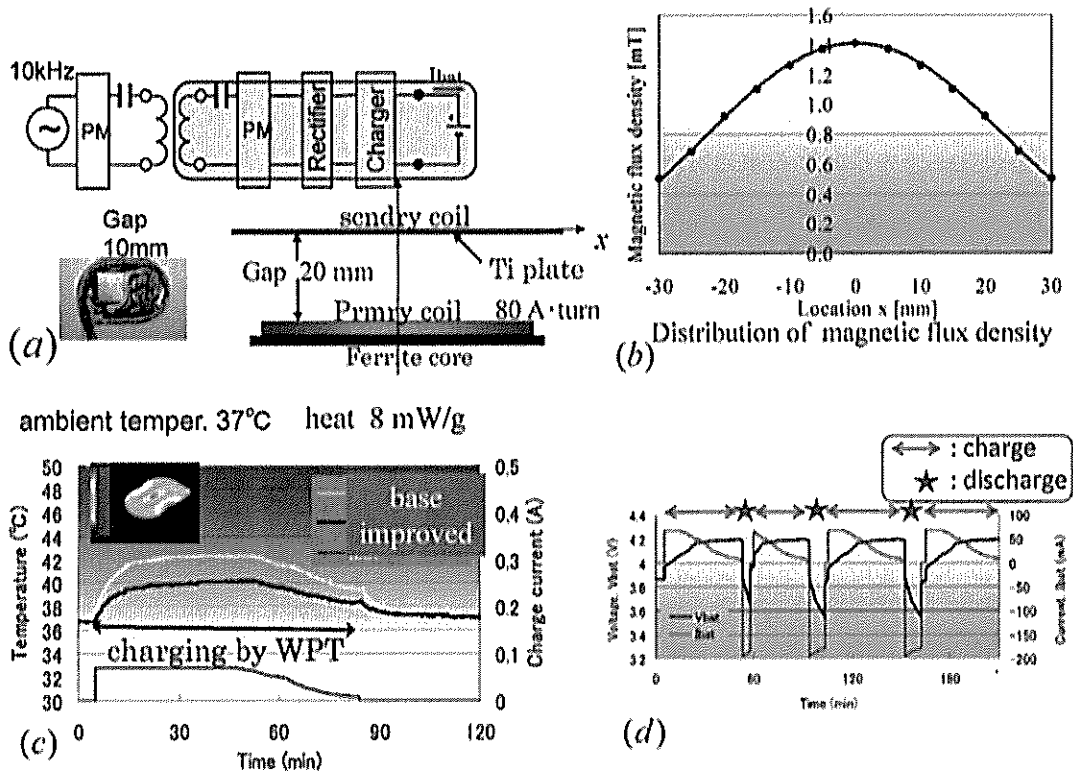 10kHz
PM
PM
Rectifier
Charger
Ibat
Gap
10mm
scndry coil
x
Gap 20 mm
Ti plate
Prmry coil
80 A·turn
Ferrite core
(a)
Magnetic flux density [mT]
1.6
1.4
1.2
1.0
0.8
0.6
0.4
0.2
0.0
-30
-20
-10
0
10
20
30
Location x [mm]
(b)
Distribution of magnetic flux density
ambient temper. 37℃ heat 8 mW/g
Temperature (℃)
50
48
46
44
42
40
38
36
34
32
30
base
improved
charging by WPT
0,5
0,4
0,3
0,2
0,1
0
Charge current (A)
0
30
60
90
120
Time (min)
(c)
: charge
: discharge
Voltage, Vbat (V)
4.4
4.2
4
3.8
3.6
3.4
3.2
Vbat
Ibat
100
50
0
-50
-100
-150
-200
Current, Ibat (mA)
0
60
120
180
Time (min)
(d)